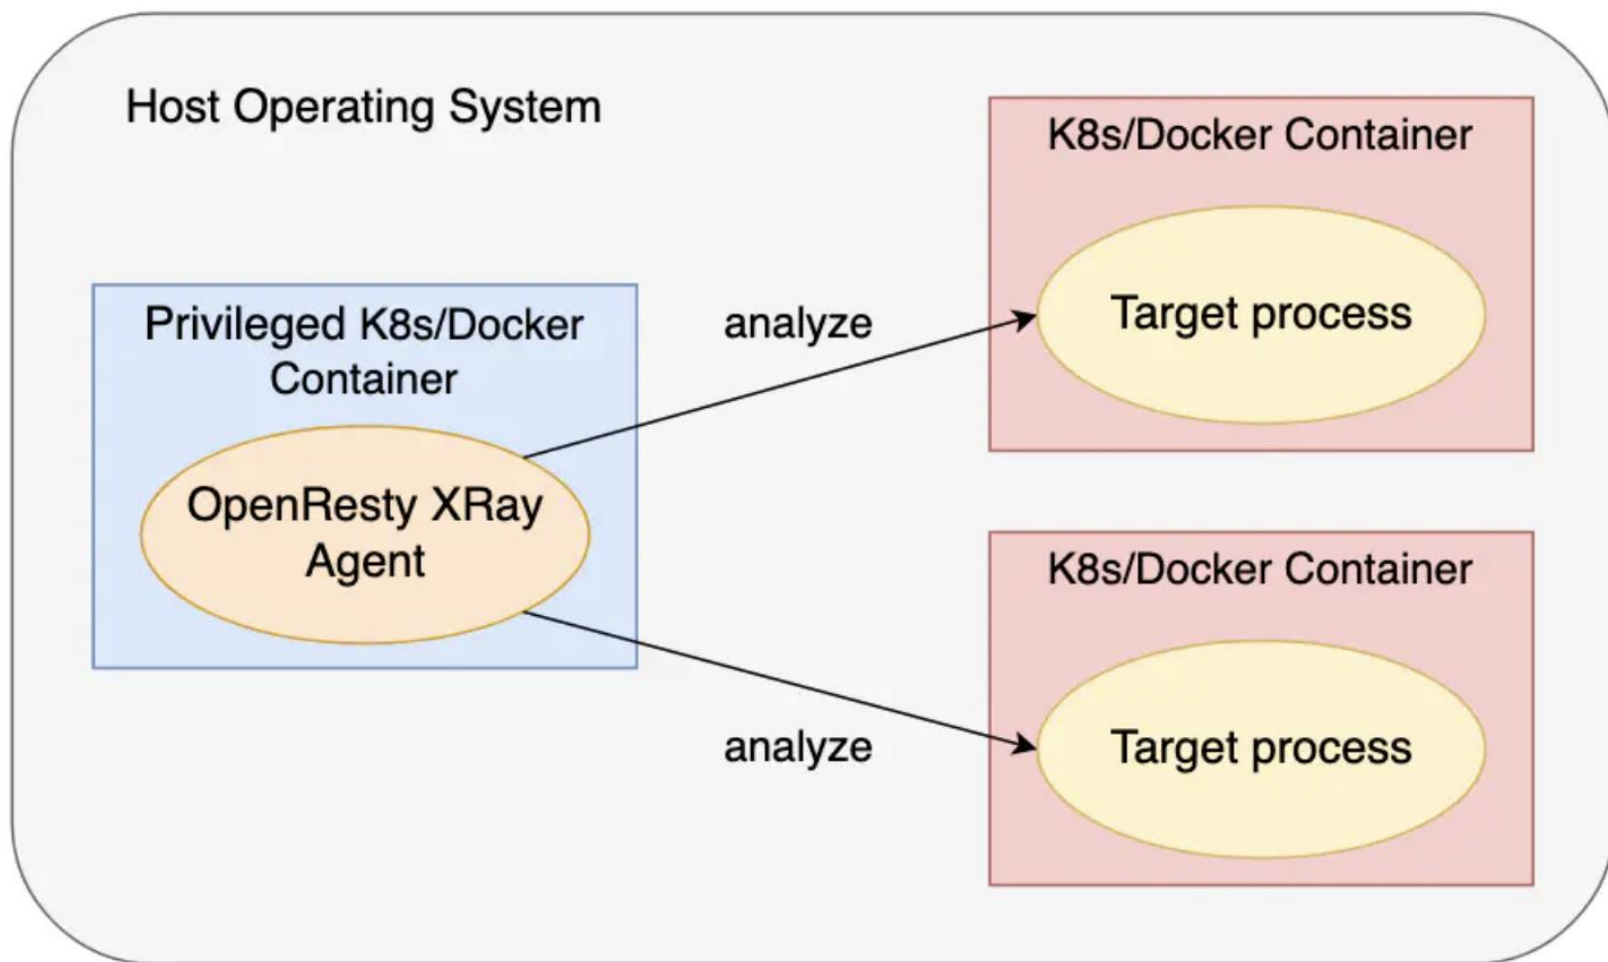 Host Operating System
Privileged K8s/Docker
Container
OpenResty XRay
Agent
analyze
analyze
K8s/Docker Container
Target process
K8s/Docker Container
Target process